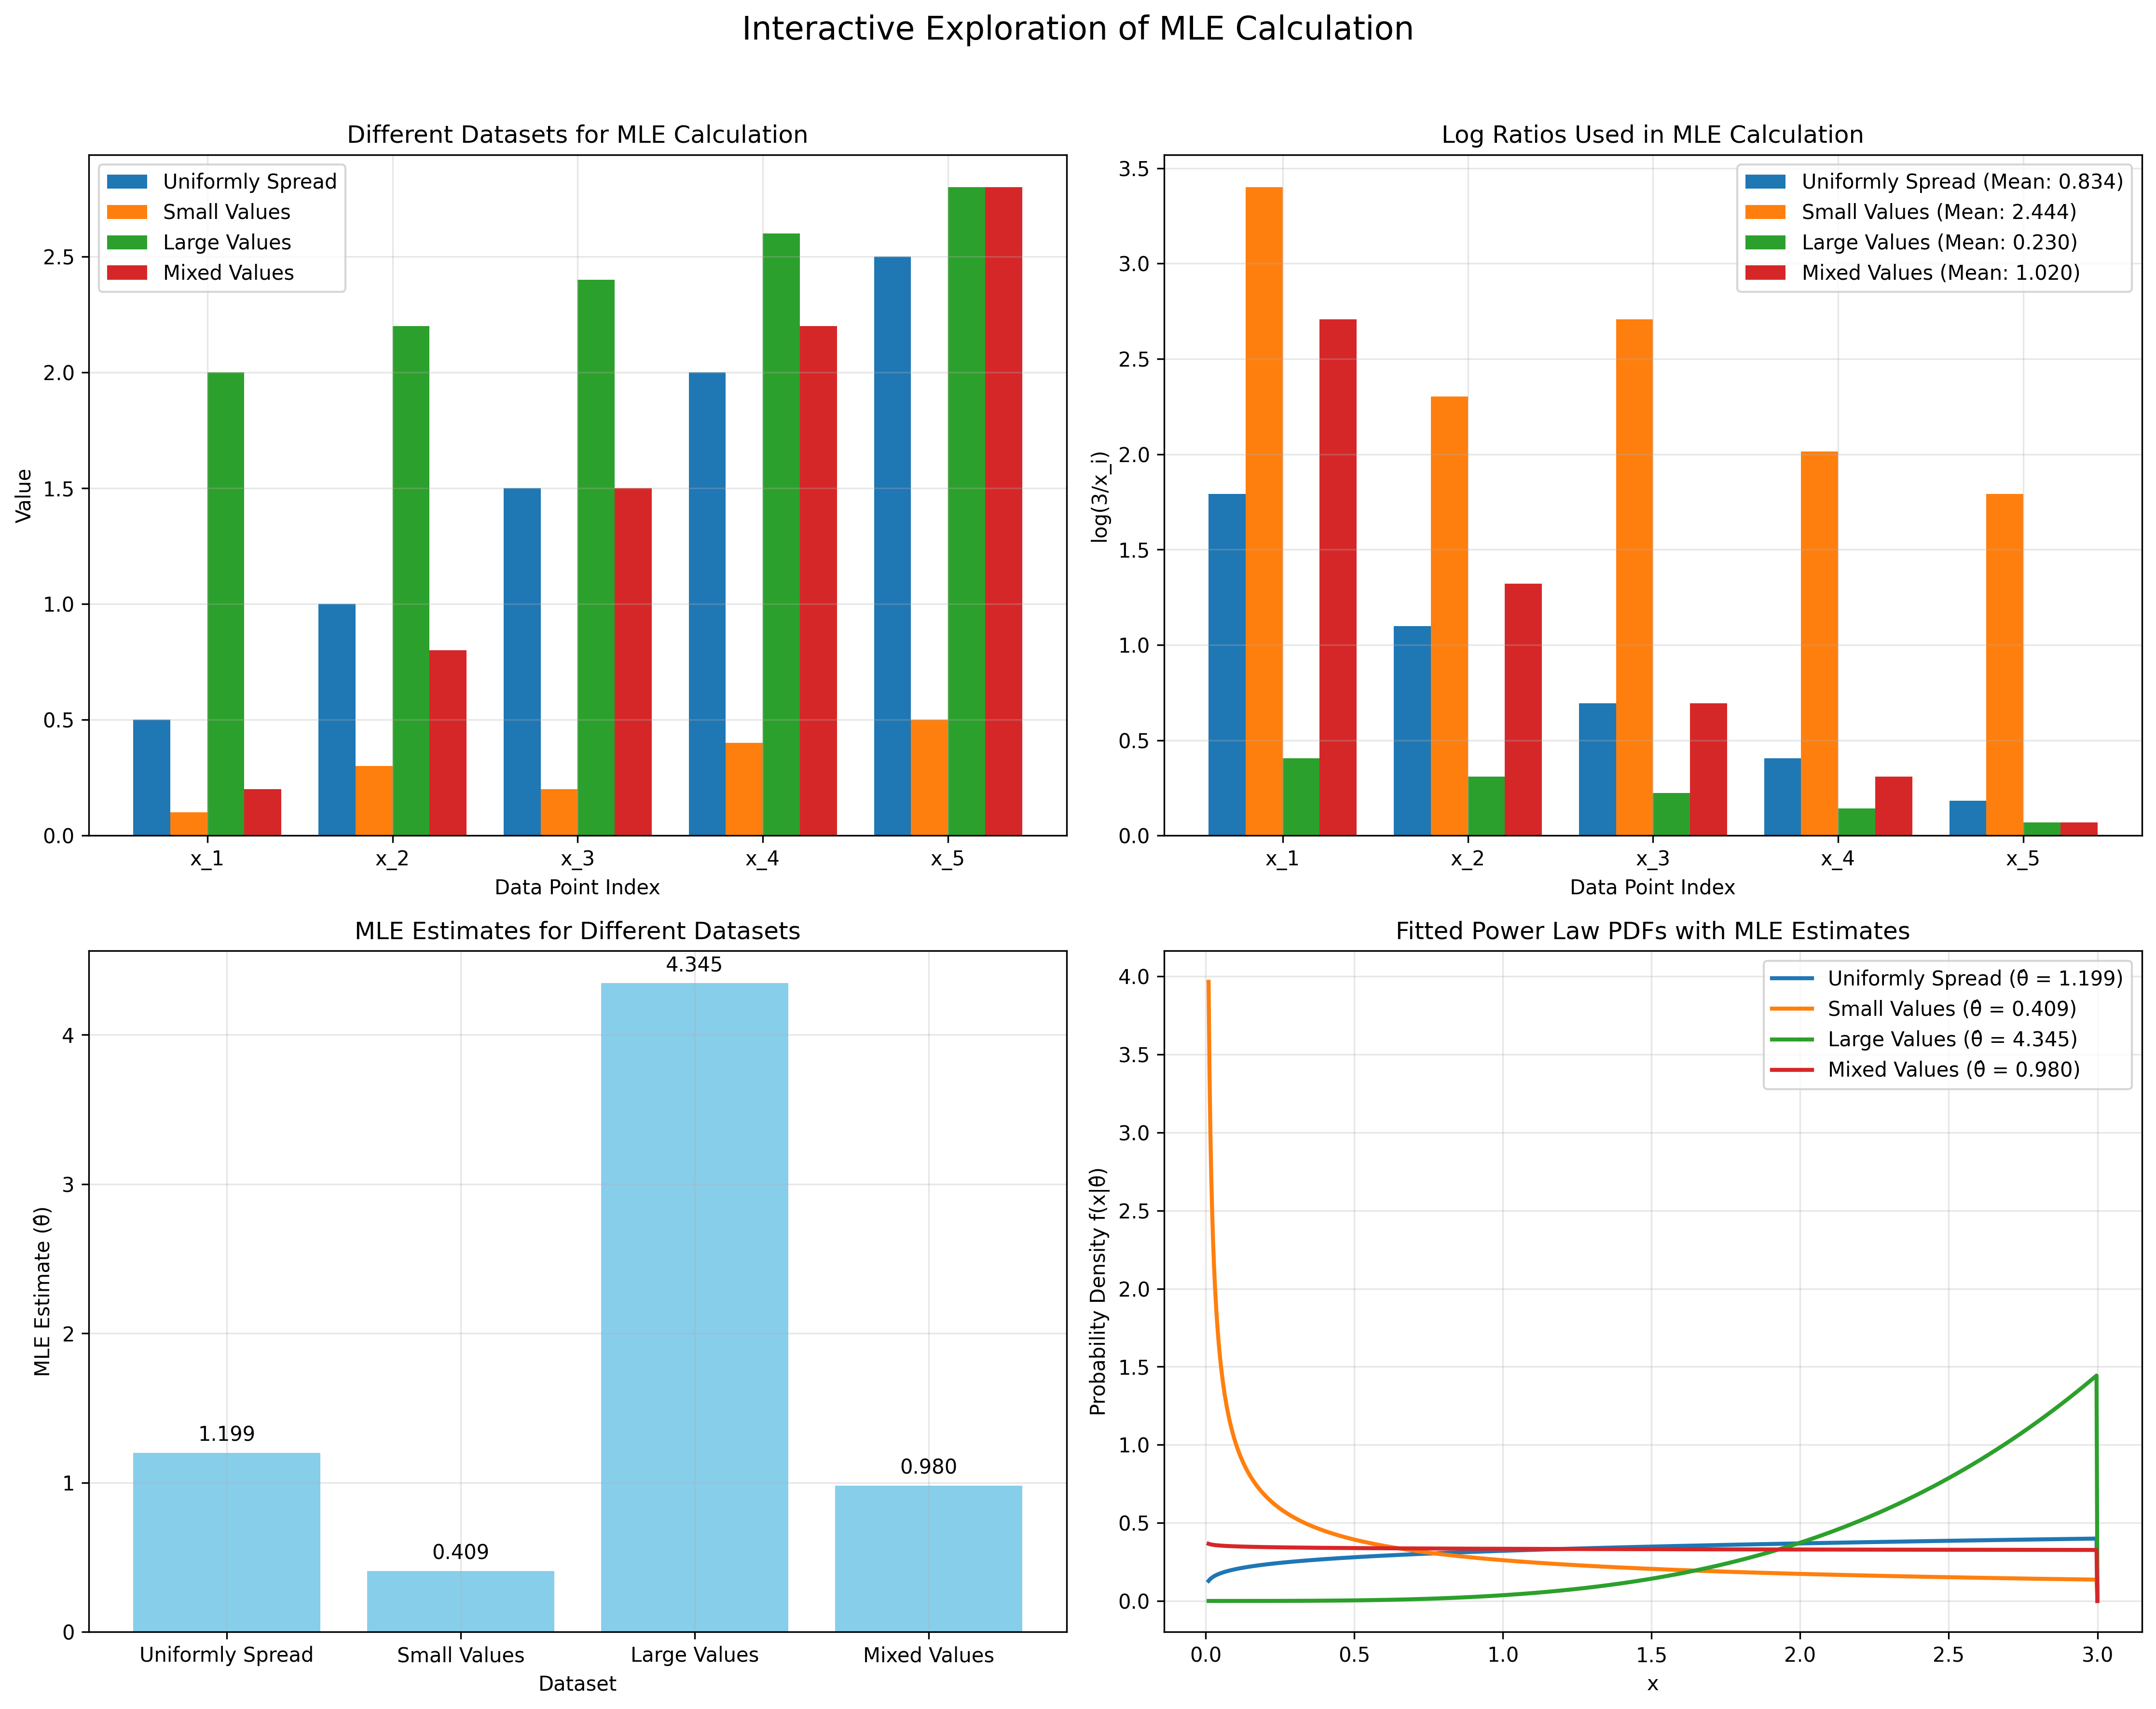 Interactive Exploration of MLE Calculation
Different Datasets for MLE Calculation
Uniformly Spread
Small Values
Large Values
Mixed Values
Value
2.5
2.0
1.5
1.0
0.5
0.0
x_1 x_2 x_3 x_4 x_5
Data Point Index
Log Ratios Used in MLE Calculation
Uniformly Spread (Mean: 0.834)
Small Values (Mean: 2.444)
Large Values (Mean: 0.230)
Mixed Values (Mean: 1.020)
log(3/x_i)
3.5
3.0
2.5
2.0
1.5
1.0
0.5
0.0
x_1 x_2 x_3 x_4 x_5
Data Point Index
MLE Estimates for Different Datasets
MLE Estimate (θ̂)
4
3
2
1
0
1.199
0.409
4.345
0.980
Uniformly Spread Small Values Large Values Mixed Values
Dataset
Fitted Power Law PDFs with MLE Estimates
Uniformly Spread (θ̂ = 1.199)
Small Values (θ̂ = 0.409)
Large Values (θ̂ = 4.345)
Mixed Values (θ̂ = 0.980)
Probability Density f(x|θ̂)
4.0
3.5
3.0
2.5
2.0
1.5
1.0
0.5
0.0
0.0 0.5 1.0 1.5 2.0 2.5 3.0
x